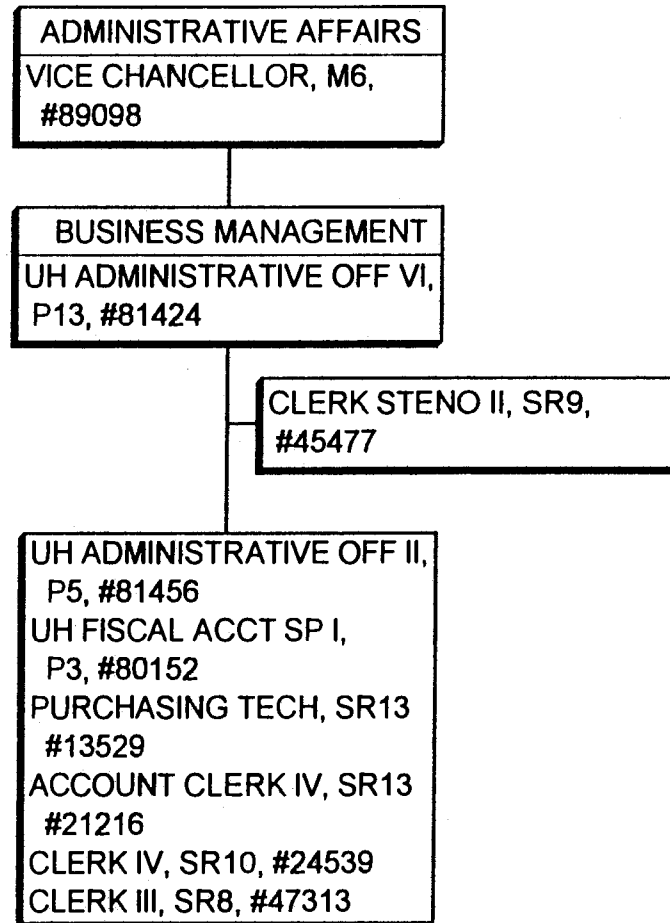 ADMINISTRATIVE AFFAIRS
VICE CHANCELLOR, M6,
#89098
BUSINESS MANAGEMENT
UH ADMINISTRATIVE OFF VI,
P13, #81424
CLERK STENO II, SR9,
#45477
UH ADMINISTRATIVE OFF II,
P5, #81456
UH FISCAL ACCT SP I,
P3, #80152
PURCHASING TECH, SR13
#13529
ACCOUNT CLERK IV, SR13
#21216
CLERK IV, SR10, #24539
CLERK III, SR8, #47313